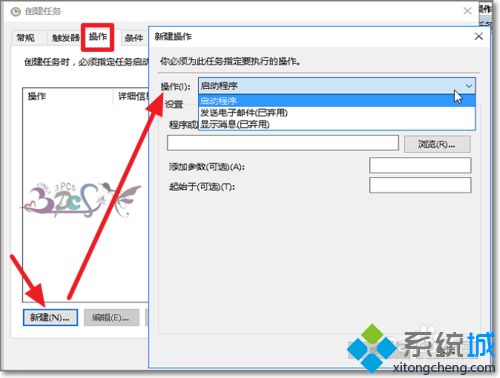 创建任务
常规 触发器 操作 条件
创建任务时，必须指定任务启动
操作 详细信息
新建(N)... 编辑(E)...
新建操作
你必须为此任务指定要执行的操作。
操作(I): 启动程序
启动程序
发送电子邮件(已弃用)
显示消息(已弃用)
设置
程序或
浏览(R)...
添加参数(可选)(A):
起始于(可选)(T):
操作
系统城
xitongcheng.com